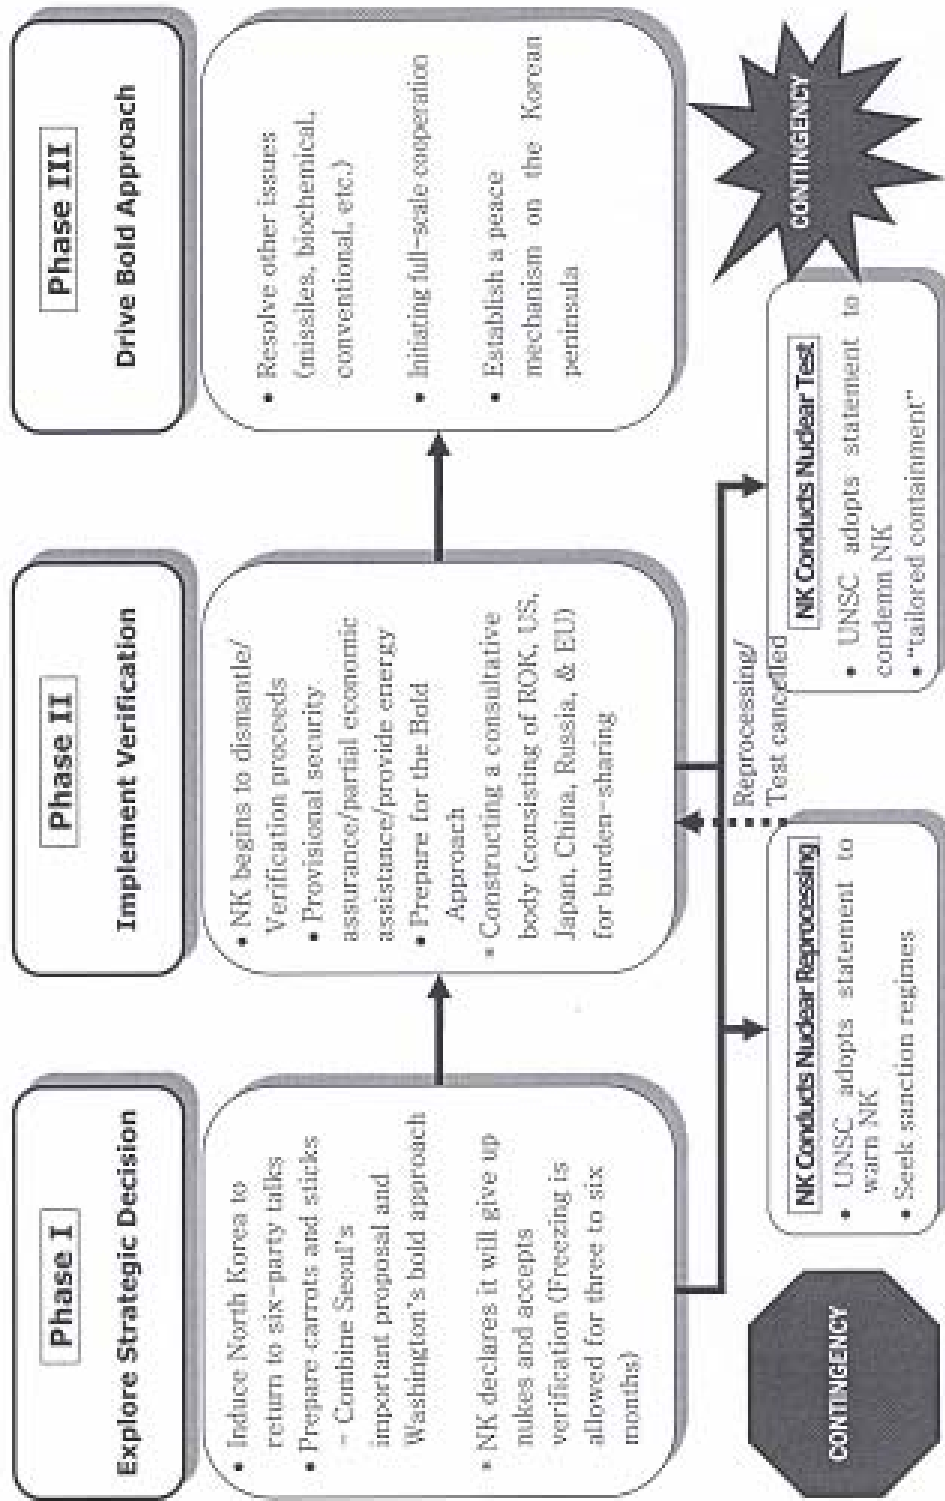 Phase I
Explore Strategic Decision
• Induce North Korea to
return to six-party talks
• Prepare carrots and sticks
- Combine Seoul's
important proposal and
Washington's bold approach
• NK declares it will give up
nukes and accepts
verification (Freezing is
allowed for three to six
months)
Phase II
Implement Verification
• NK begins to dismantle/
Verification proceeds
• Provisional security
assurance/partial economic
assistance/provide energy
• Prepare for the Bold
Approach
• Constructing a consultative
body (consisting of ROK, US,
Japan, China, Russia, & EU)
for burden-sharing
Phase III
Drive Bold Approach
• Resolve other issues
(missiles, biochemical,
conventional, etc.)
• Initiating full-scale cooperation
• Establish a peace
mechanism on the Korean
peninsula
CONTINGENCY
NK Conducts Nuclear Reprocessing
• UNSC adopts statement to
warn NK
• Seek sanction regimes
Reprocessing/
Test cancelled
NK Conducts Nuclear Test
• UNSC adopts statement to
condemn NK
• "tailored containment"
CONTINGENCY